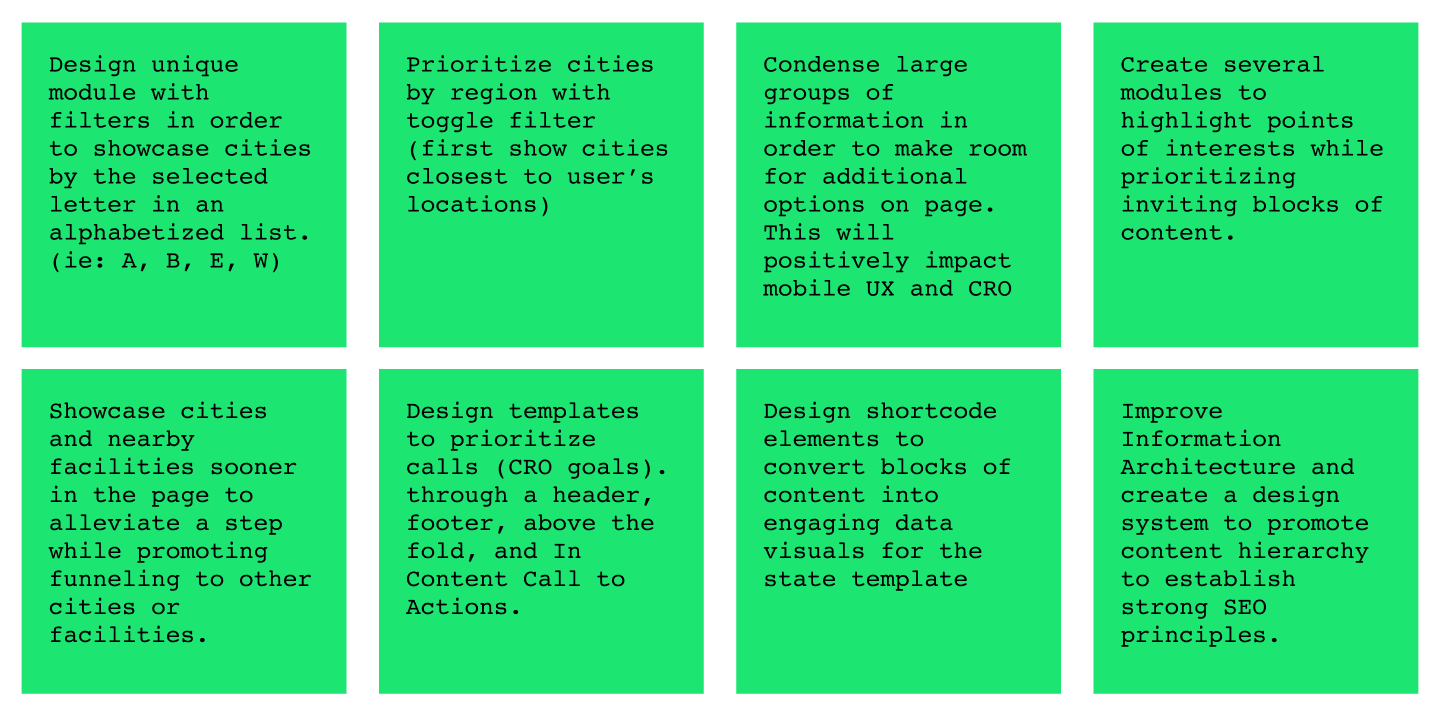 Design unique
module with
filters in order
to showcase cities
by the selected
letter in an
alphabetized list.
(ie: A, B, E, W)
Prioritize cities
by region with
toggle filter
(first show cities
closest to user’s
locations)
Condense large
groups of
information in
order to make room
for additional
options on page.
This will
positively impact
mobile UX and CRO
Create several
modules to
highlight points
of interests while
prioritizing
inviting blocks of
content.
Showcase cities
and nearby
facilities sooner
in the page to
alleviate a step
while promoting
funneling to other
cities or
facilities.
Design templates
to prioritize
calls (CRO goals).
through a header,
footer, above the
fold, and In
Content Call to
Actions.
Design shortcode
elements to
convert blocks of
content into
engaging data
visuals for the
state template
Improve
Information
Architecture and
create a design
system to promote
content hierarchy
to establish
strong SEO
principles.